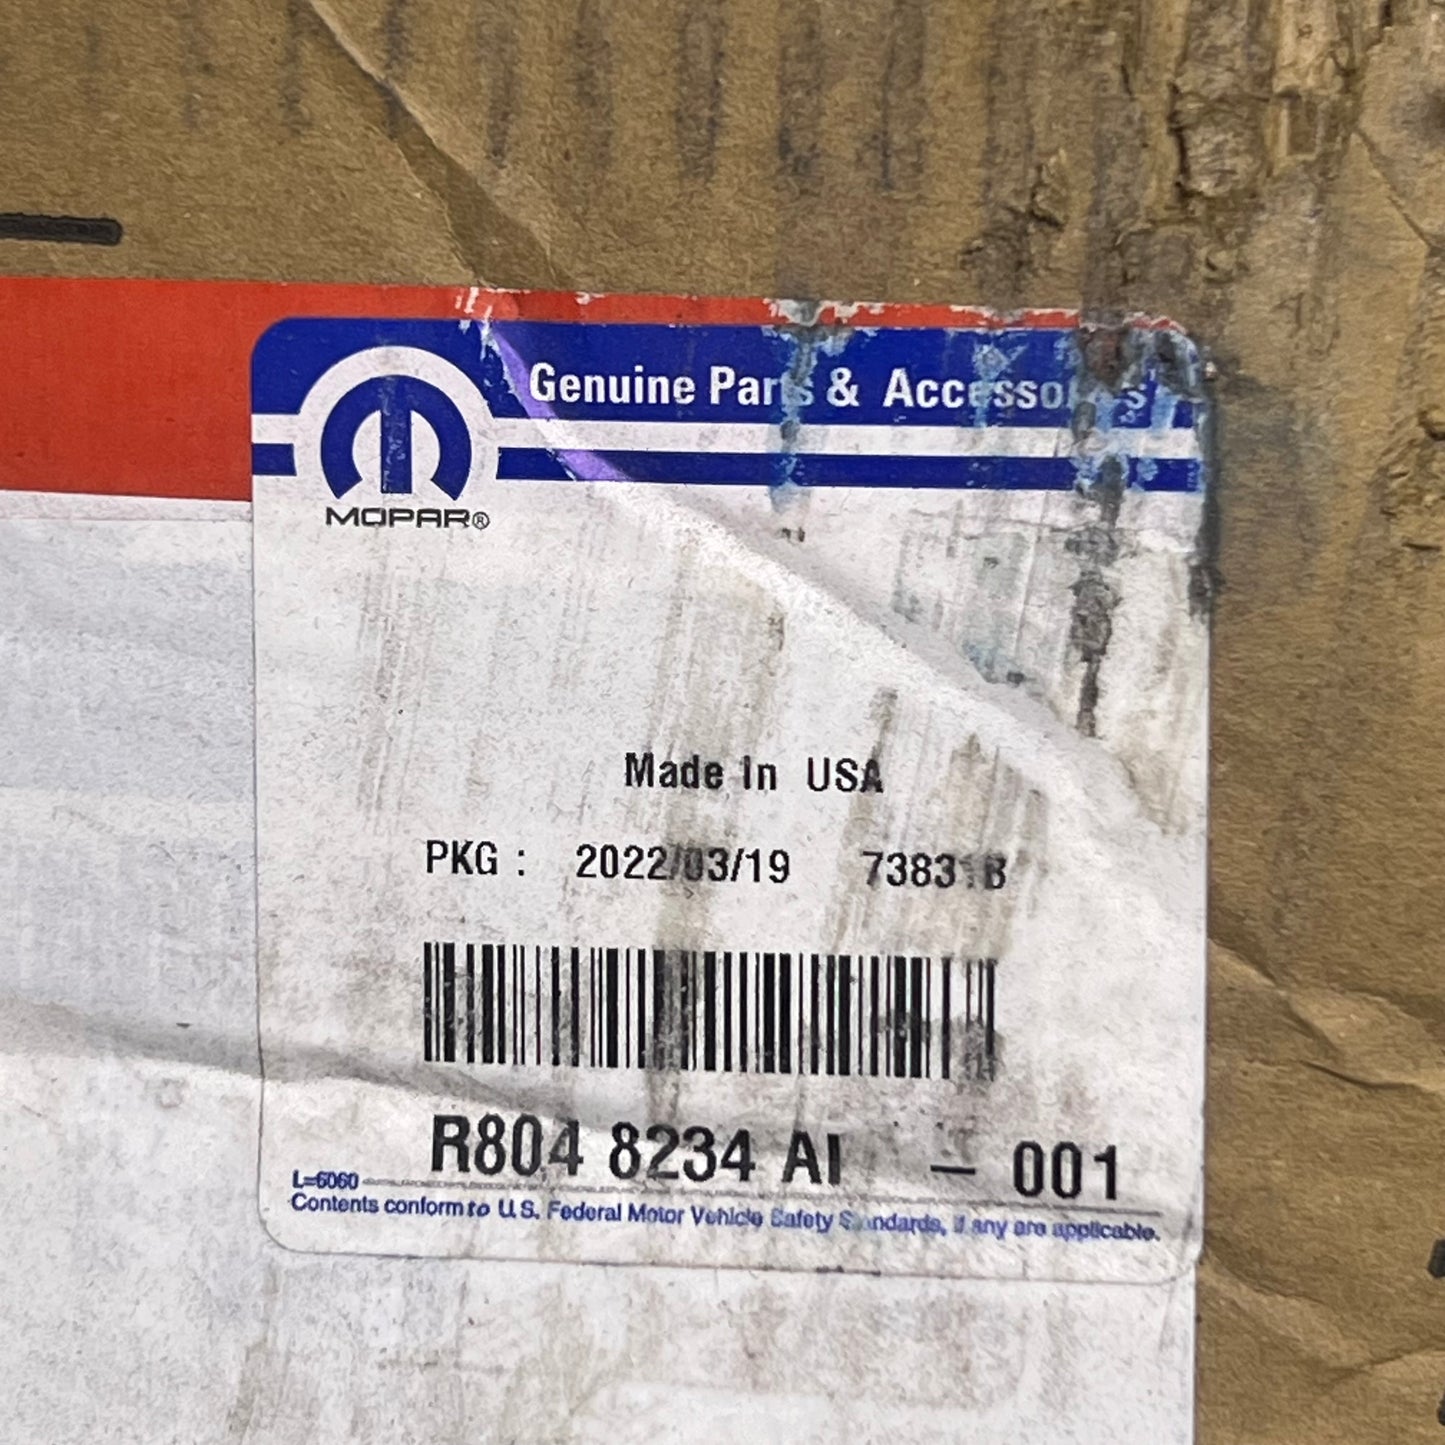 Genuine Parts & Accessories
MOPAR®
Made In USA
PKG : 2022/03/19 73831B
R804 8234 AI - 001
L=6060
Contents conform to U.S. Federal Motor Vehicle Safety Standards, if any are applicable.